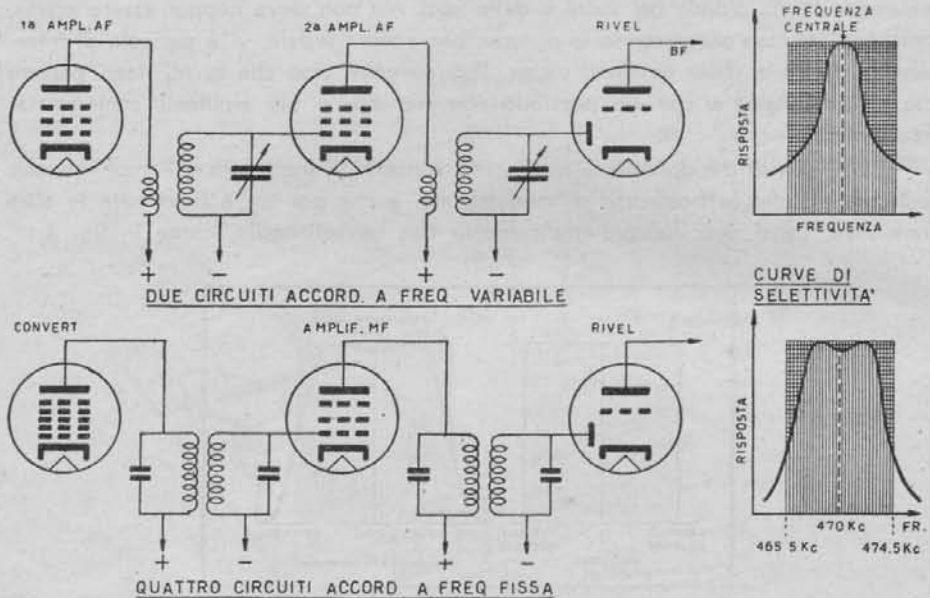 1a AMPL. AF
2a AMPL. AF
RIVEL
BF
FREQUENZA
CENTRALE
RISPOSTA
FREQUENZA
+
−
+
−
DUE CIRCUITI ACCORD. A FREQ VARIABILE
CURVE DI
SELETTIVITA'
CONVERT
AMPLIF. MF
RIVEL
RISPOSTA
470 Kc
FR.
465 5 Kc
474.5 Kc
+
−
+
−
QUATTRO CIRCUITI ACCORD. A FREQ FISSA